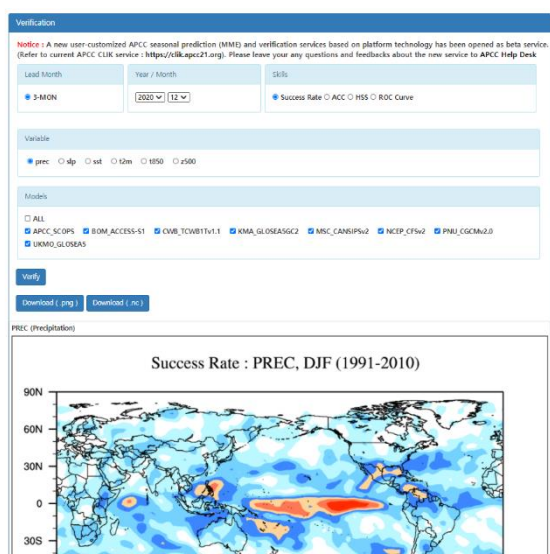 Verification
Notice : A new user-customized APCC seasonal prediction (MME) and verification services based on platform technology has been opened as beta service.
(Refer to current APCC CLIK service : https://clik.apcc21.org). Please leave your any questions and feedbacks about the new service to APCC Help Desk
Lead Month Year / Month Skills
3-MON 2020 12 Success Rate ACC HSS ROC Curve
Variable
prec slp sst t2m t850 z500
Models
ALL
APCC_SCOPS BOM_ACCESS-S1 CWB_TCWB1Tv1.1 KMA_GLOSEA5GC2 MSC_CANSIPSv2 NCEP_CFSv2 PNU_CGCMv2.0
UKMO_GLOSEA5
Verify
Download ( .png ) Download ( .nc )
PREC (Precipitation)
Success Rate : PREC, DJF (1991-2010)
90N
60N
30N
0
30S